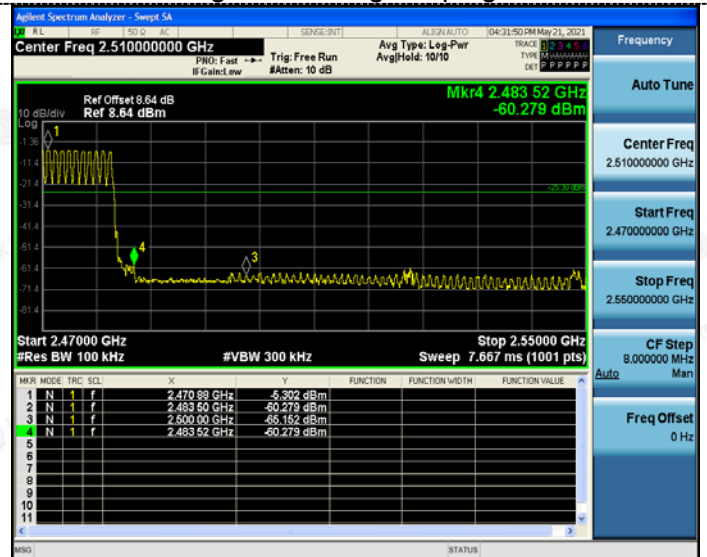 Agilent Spectrum Analyzer - Swept SA
RL RF 50 Ω AC SENSE:INT ALIGN AUTO 04:31:50 PM May 21, 2021
Center Freq 2.510000000 GHz
PNO: Fast
IFGain:Low
Trig: Free Run
#Atten: 10 dB
Avg Type: Log-Pwr
Avg|Hold: 10/10
TRACE 1 2 3 4 5 6
TYPE M
DET P P P P P P
Frequency
Auto Tune
Center Freq
2.510000000 GHz
Start Freq
2.470000000 GHz
Stop Freq
2.550000000 GHz
CF Step
8.000000 MHz
Auto Man
Freq Offset
0 Hz
Mkr4 2.483 52 GHz
-60.279 dBm
Ref Offset 8.64 dB
10 dB/div Ref 8.64 dBm
Log
1
-1.36
-11.4
-21.4
-25.30 dBm
-31.4
-41.4
-51.4
4
3
-61.4
-71.4
-81.4
Start 2.47000 GHz Stop 2.55000 GHz
#Res BW 100 kHz #VBW 300 kHz Sweep 7.667 ms (1001 pts)
MKR MODE TRC SCL X Y FUNCTION FUNCTION WIDTH FUNCTION VALUE
1 N 1 f 2.470 88 GHz -5.302 dBm
2 N 1 f 2.483 50 GHz -60.279 dBm
3 N 1 f 2.500 00 GHz -65.152 dBm
4 N 1 f 2.483 52 GHz -60.279 dBm
5
6
7
8
9
10
11
MSG STATUS